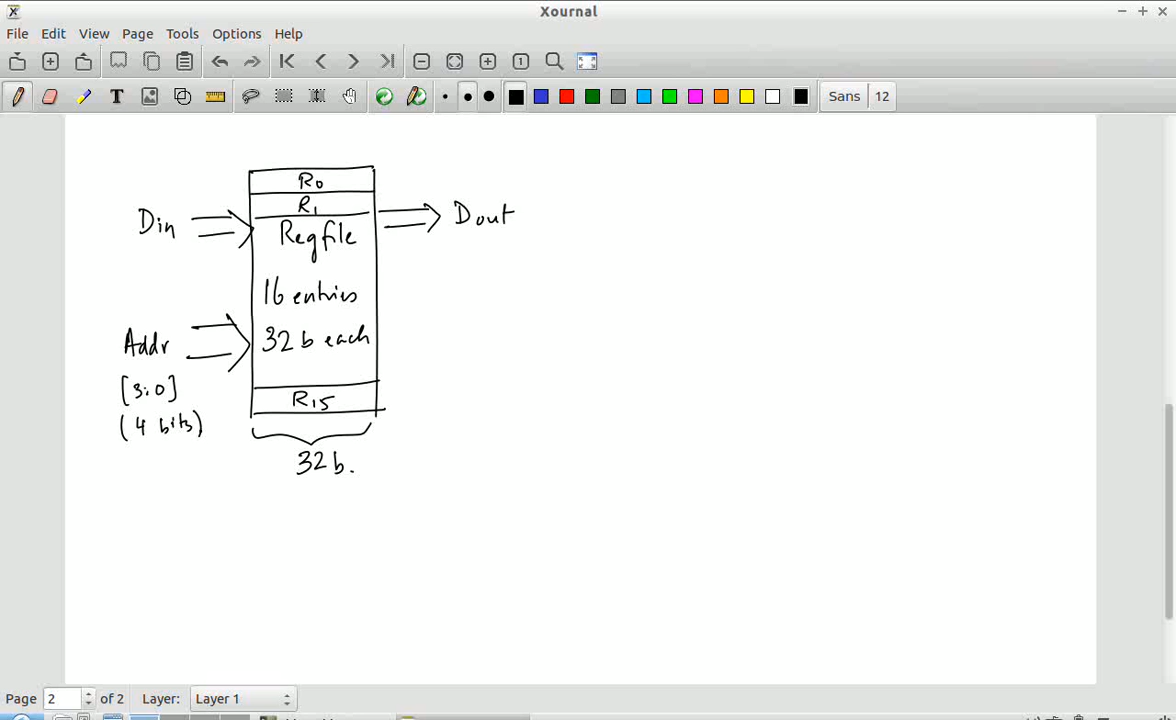 Xournal
File Edit View Page Tools Options Help
Sans 12
R0
R1
Din
Dout
Regfile
16 entries
32 b each
Addr
[3:0]
(4 bits)
R15
32 b.
Page 2 of 2 Layer: Layer 1